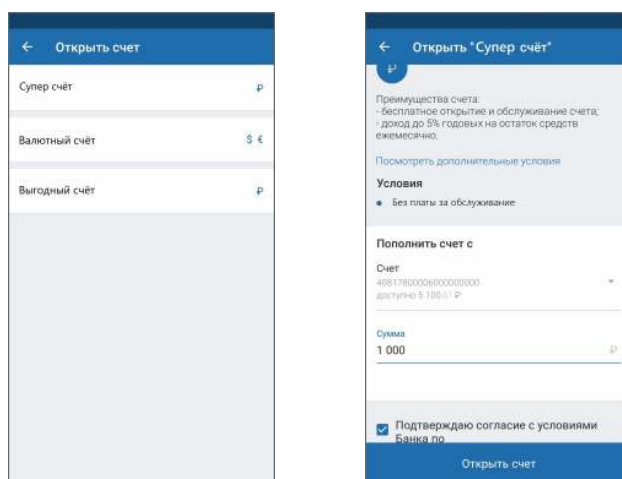 Открыть счет
Супер счёт ₽
Валютный счёт $ €
Выгодный счёт ₽
Открыть "Супер счёт"
₽
Преимущества счета:
- бесплатное открытие и обслуживание счета;
- доход до 5% годовых на остаток средств
ежемесячно.
Посмотреть дополнительные условия
Условия
• Без платы за обслуживание
Пополнить счет с
Счет
40817800006000000000
доступно 5 100.01 ₽
Сумма
1 000 ₽
Подтверждаю согласие с условиями
Банка по
Открыть счет